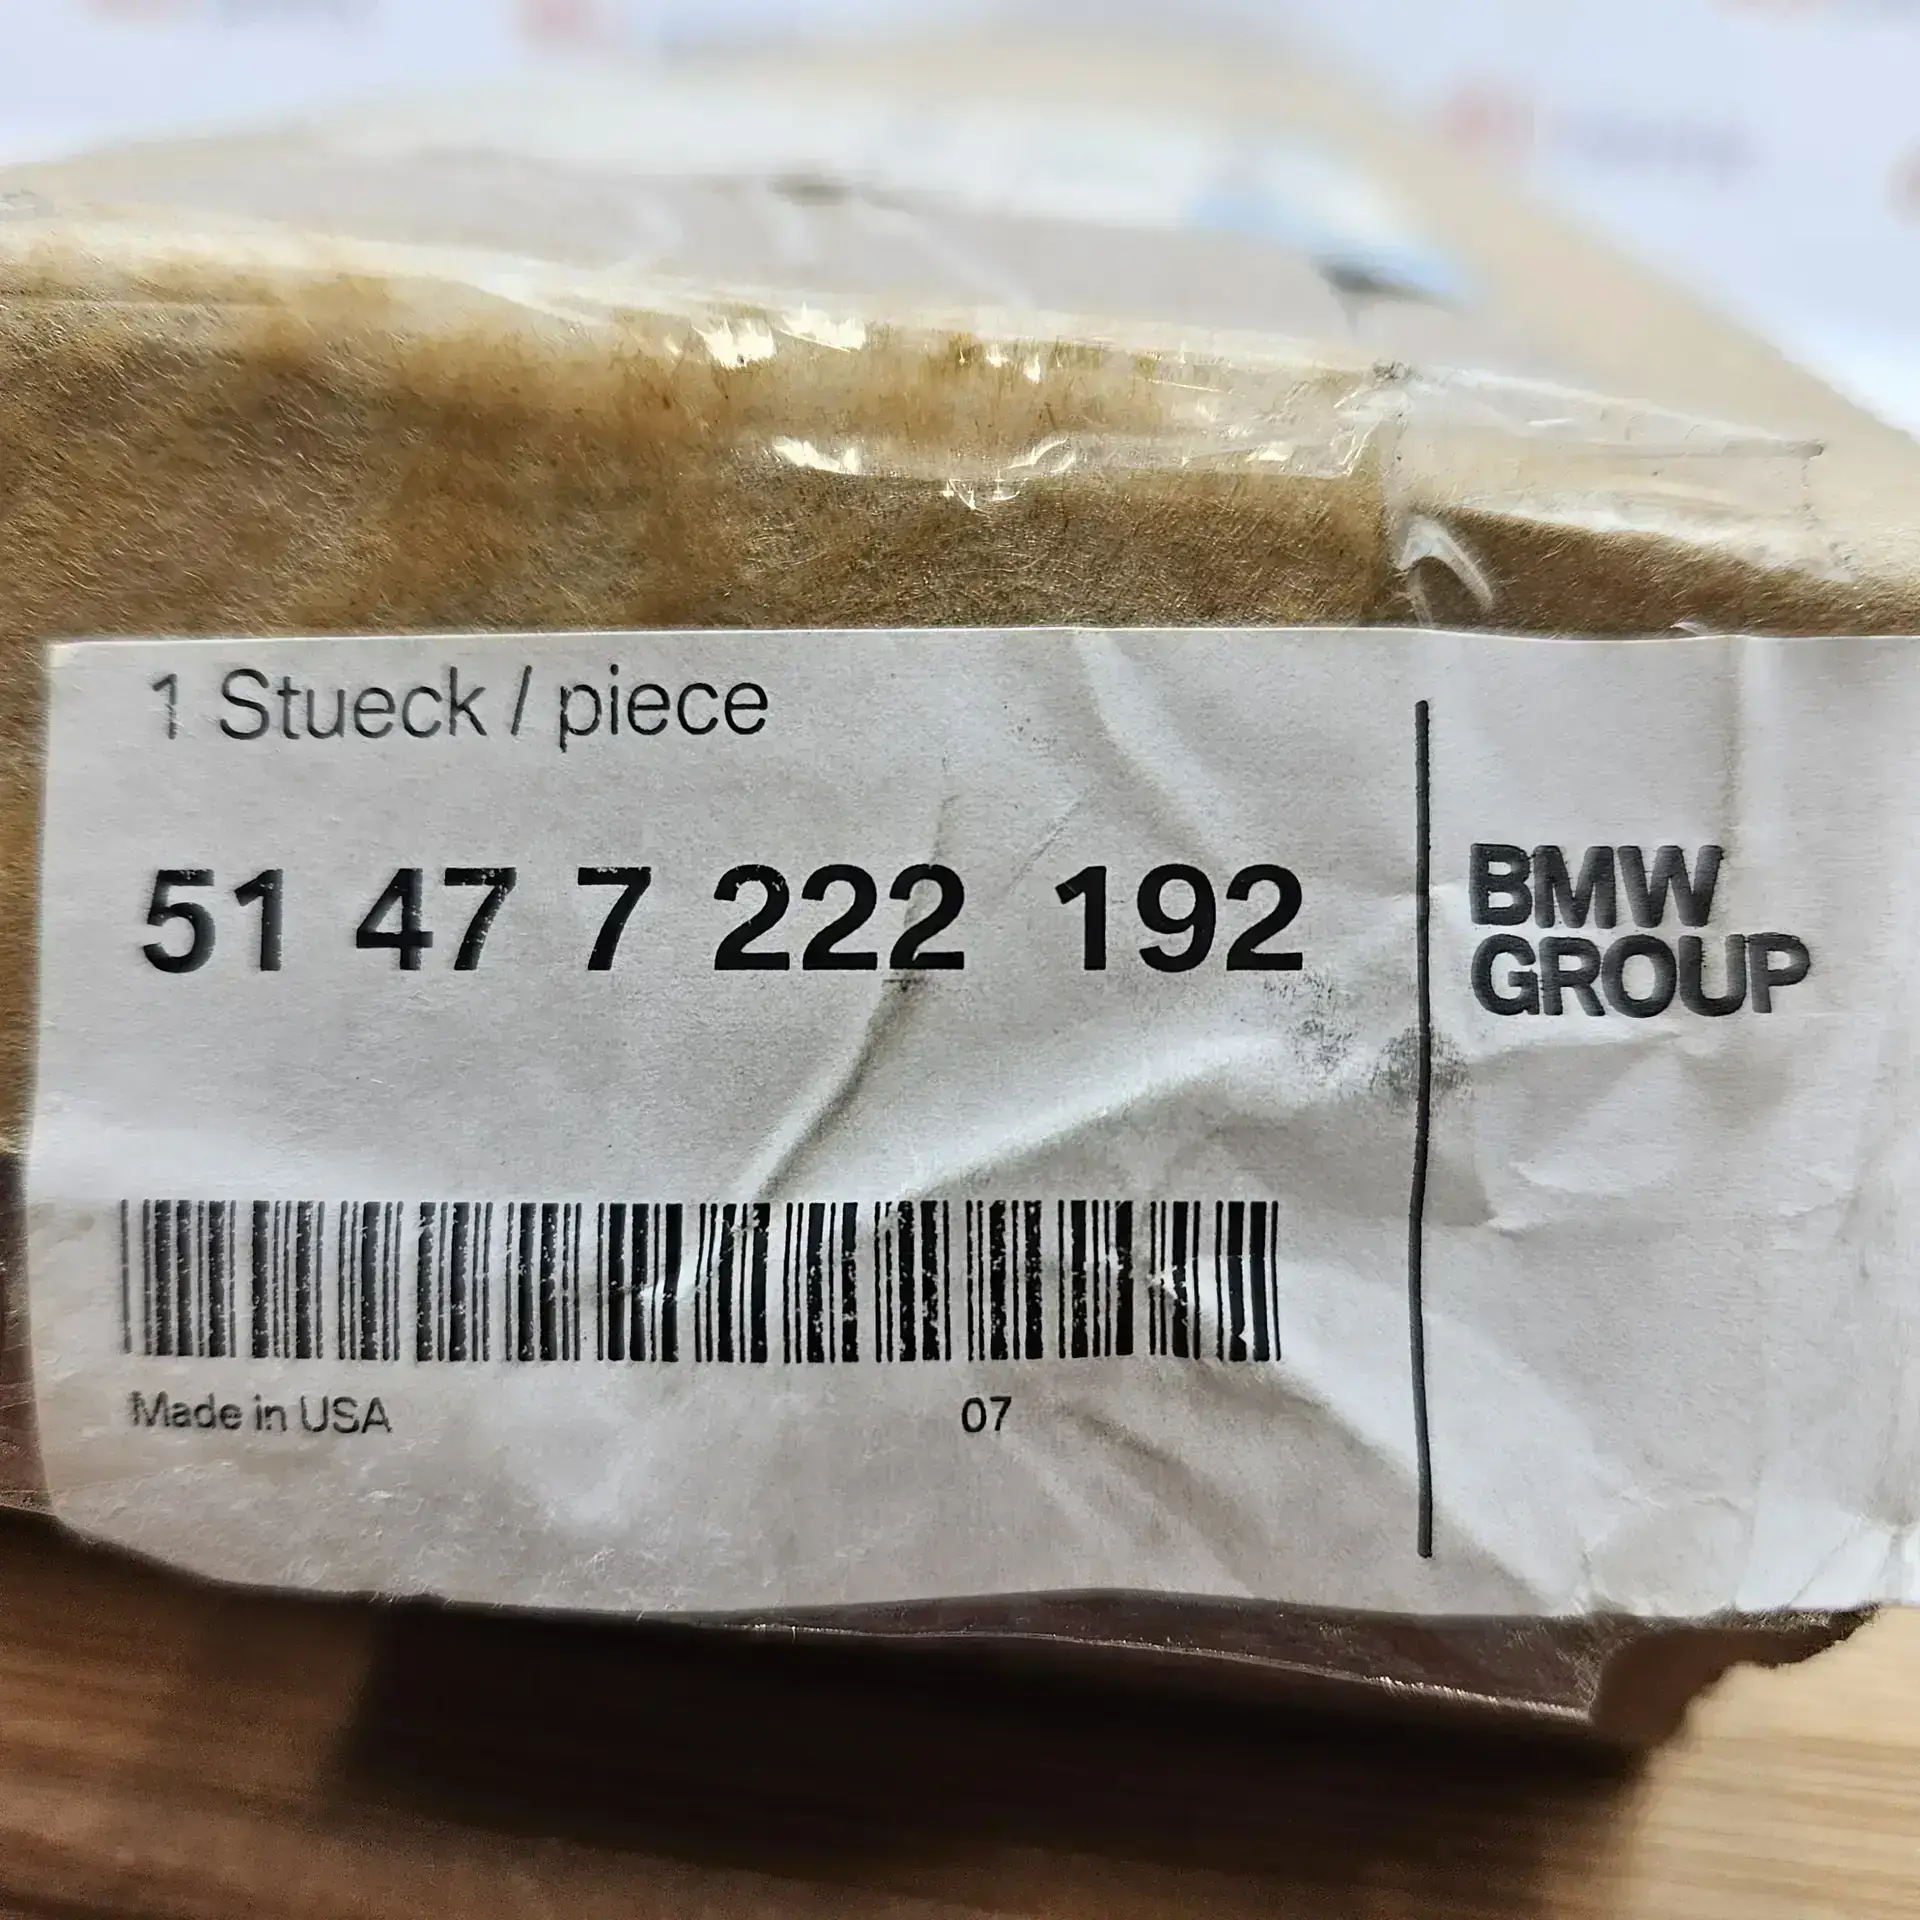 1 Stueck / piece
51 47 7 222 192
BMW
GROUP
Made in USA 07